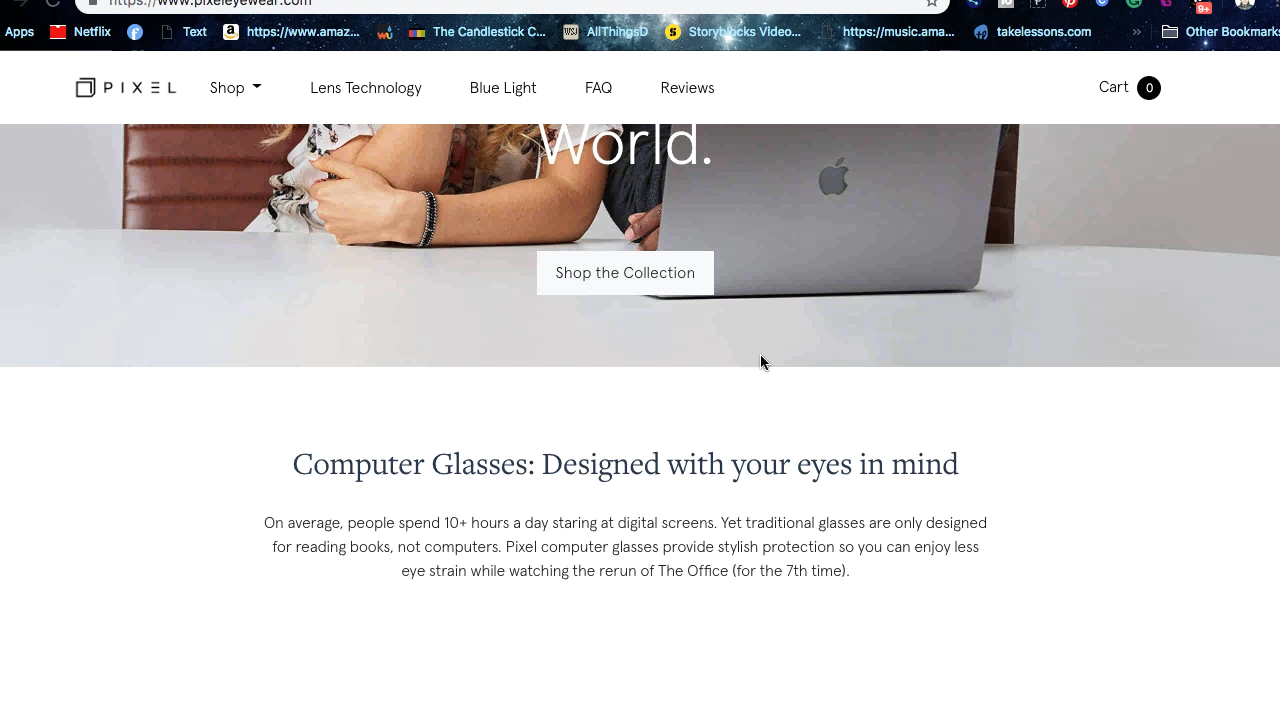 https://www.pixeleyewear.com
Apps Netflix Text https://www.amaz... The Candlestick C... WSJ AllThingsD Storyblocks Video... https://music.ama... takelessons.com » Other Bookmarks
9+
PIXEL Shop Lens Technology Blue Light FAQ Reviews Cart 0
World.
Shop the Collection
Computer Glasses: Designed with your eyes in mind
On average, people spend 10+ hours a day staring at digital screens. Yet traditional glasses are only designed
for reading books, not computers. Pixel computer glasses provide stylish protection so you can enjoy less
eye strain while watching the rerun of The Office (for the 7th time).